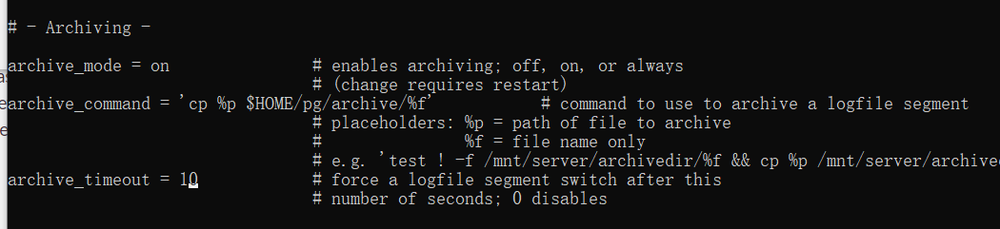 # - Archiving -
archive_mode = on # enables archiving; off, on, or always
# (change requires restart)
archive_command = 'cp %p $HOME/pg/archive/%f' # command to use to archive a logfile segment
# placeholders: %p = path of file to archive
# %f = file name only
# e.g. 'test ! -f /mnt/server/archivedir/%f && cp %p /mnt/server/archive
archive_timeout = 10 # force a logfile segment switch after this
# number of seconds; 0 disables